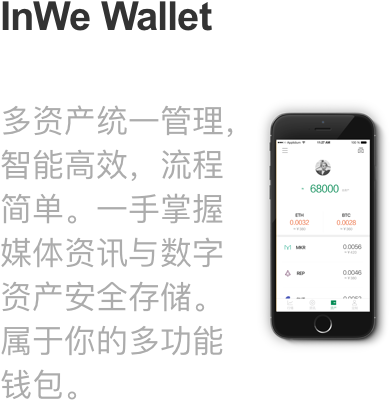 InWe Wallet
多资产统一管理，
智能高效，流程
简单。一手掌握
媒体资讯与数字
资产安全存储。
属于你的多功能
钱包。
68000
ETH BTC
0.0032 0.0028
MKR 0.0056
REP 0.0046
0.0052